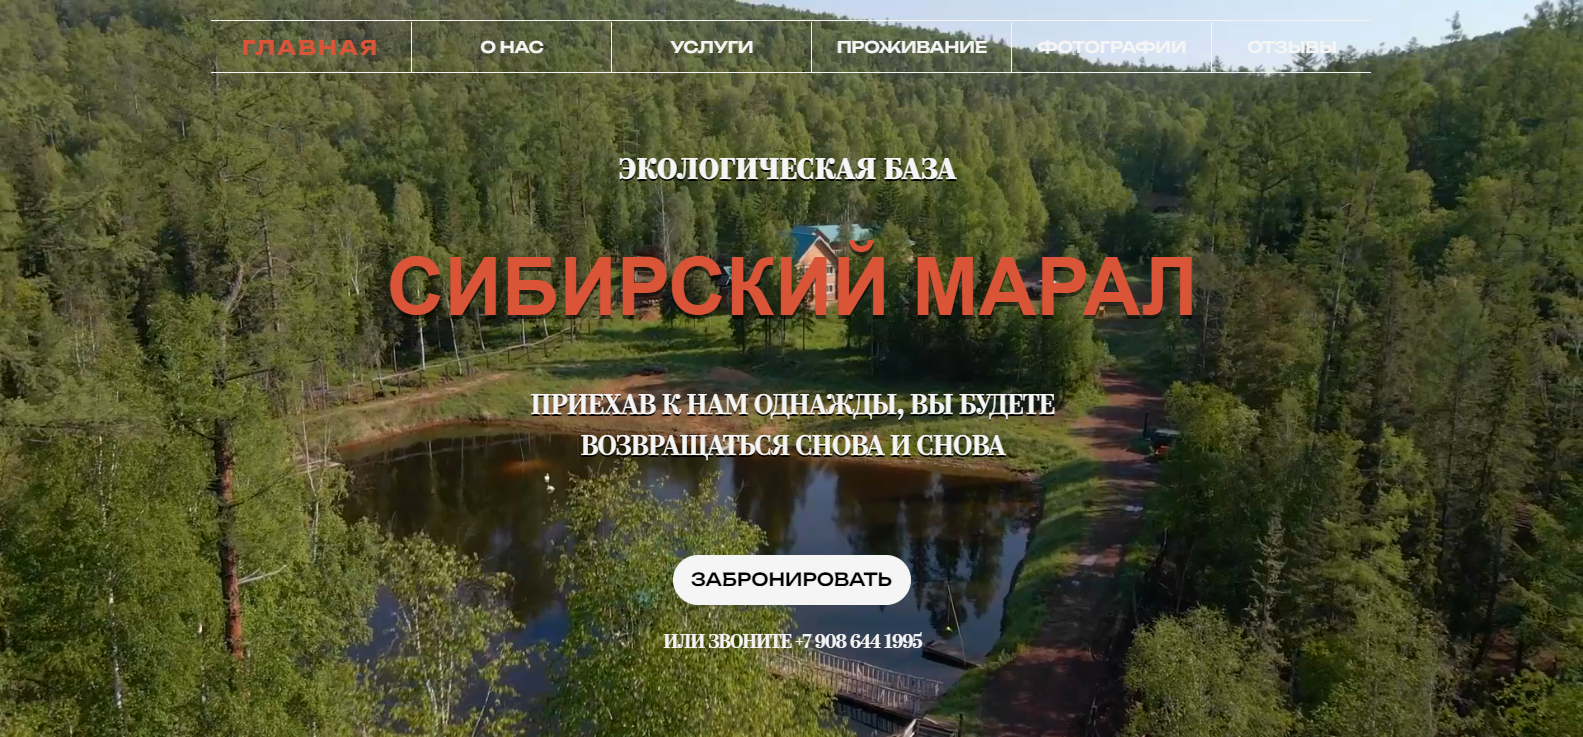 ГЛАВНАЯ
О НАС
УСЛУГИ
ПРОЖИВАНИЕ
ФОТОГРАФИИ
ОТЗЫВЫ
ЭКОЛОГИЧЕСКАЯ БАЗА
СИБИРСКИЙ МАРАЛ
ПРИЕХАВ К НАМ ОДНАЖДЫ, ВЫ БУДЕТЕ
ВОЗВРАЩАТЬСЯ СНОВА И СНОВА
ЗАБРОНИРОВАТЬ
ИЛИ ЗВОНИТЕ +7 908 644 1995